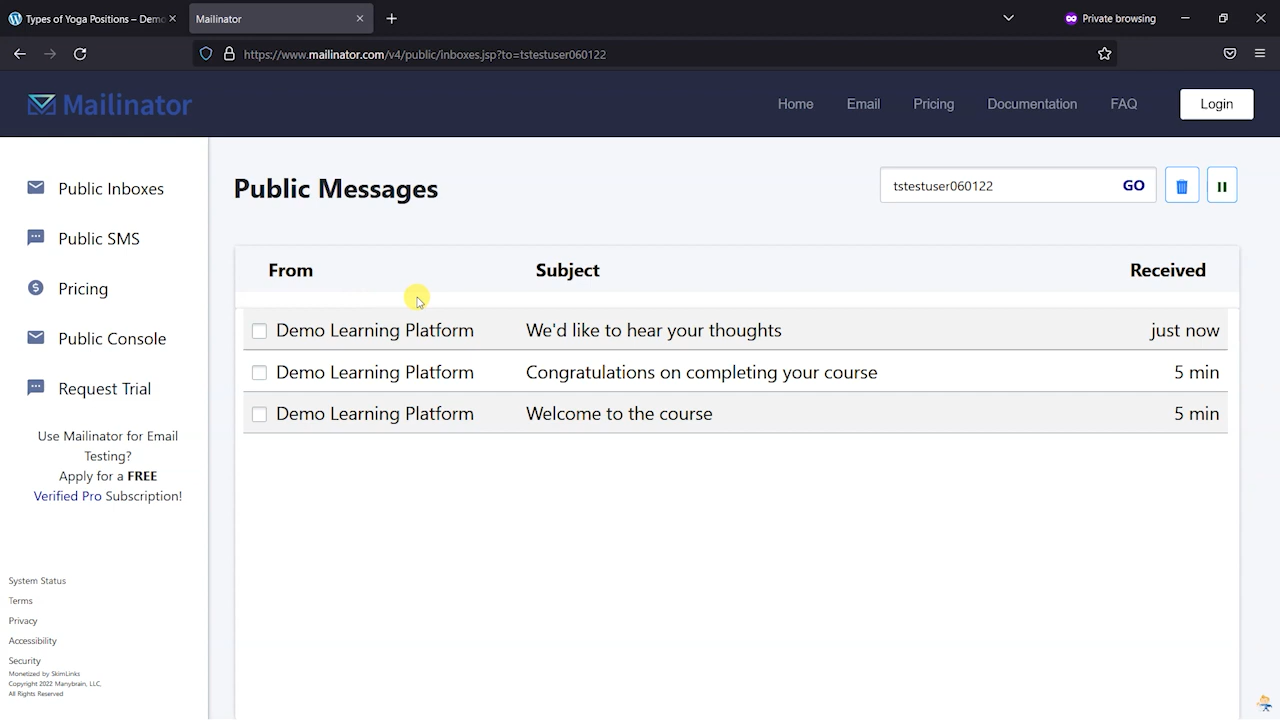 Types of Yoga Positions – Demo
Mailinator
Private browsing
https://www.mailinator.com/v4/public/inboxes.jsp?to=tstestuser060122
Mailinator
Home
Email
Pricing
Documentation
FAQ
Login
Public Inboxes
Public SMS
Pricing
Public Console
Request Trial
Use Mailinator for Email
Testing?
Apply for a FREE
Verified Pro Subscription!
System Status
Terms
Privacy
Accessibility
Security
Monetized by SkimLinks
Copyright 2022 Manybrain, LLC,
All Rights Reserved
Public Messages
tstestuser060122
GO
From Subject Received
Demo Learning Platform We'd like to hear your thoughts just now
Demo Learning Platform Congratulations on completing your course 5 min
Demo Learning Platform Welcome to the course 5 min